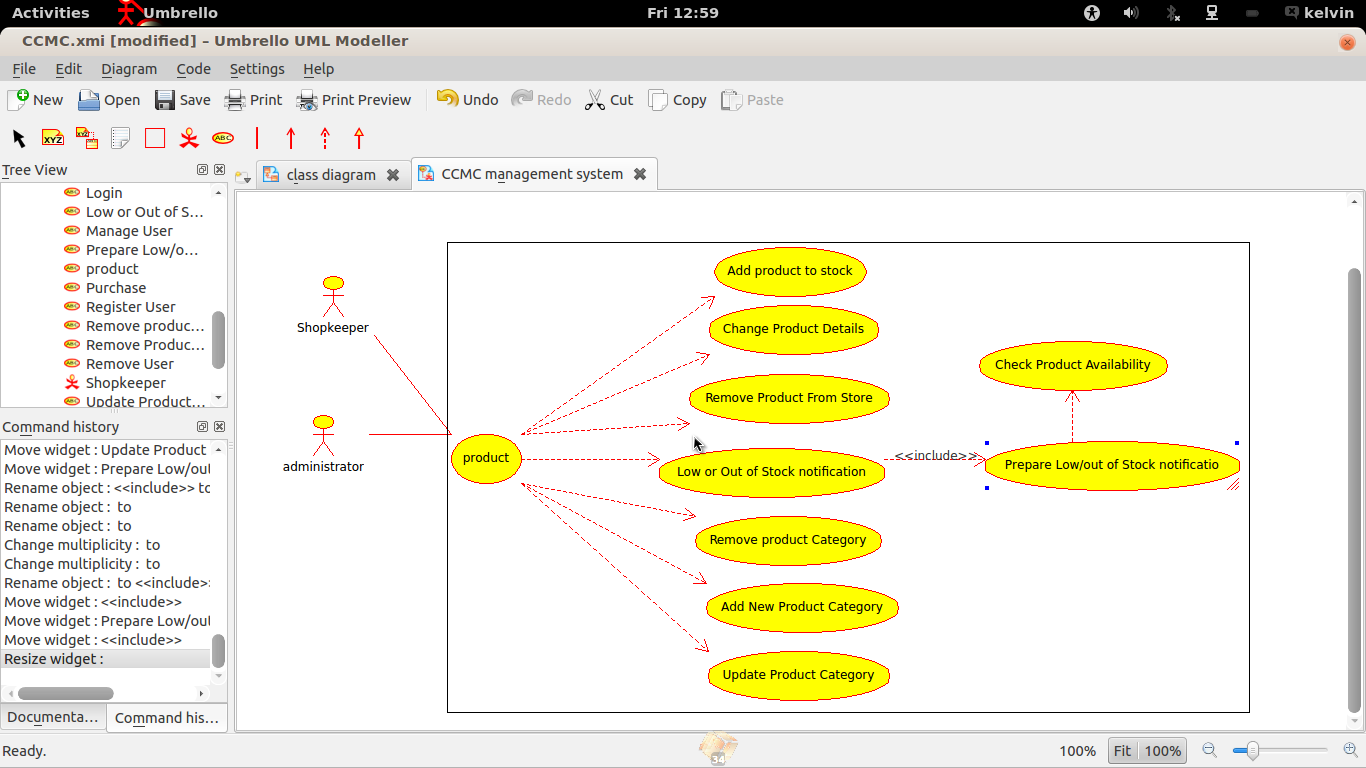 Activities Umbrello Fri 12:59 kelvin
CCMC.xmi [modified] – Umbrello UML Modeller
File Edit Diagram Code Settings Help
New Open Save Print Print Preview Undo Redo Cut Copy Paste
XYZ XYZ ABC
Tree View
class diagram CCMC management system
Login
Low or Out of S...
Manage User
Prepare Low/o...
product
Purchase
Register User
Remove produc...
Remove Produc...
Remove User
Shopkeeper
Update Product...
Command history
Move widget : Update Product
Move widget : Prepare Low/out
Rename object : <<include>> to
Rename object : to
Rename object : to
Change multiplicity : to
Change multiplicity : to
Rename object : to <<include>>
Move widget : <<include>>
Move widget : Prepare Low/out
Move widget : <<include>>
Resize widget :
Documenta... Command his...
Shopkeeper
administrator
product
Add product to stock
Change Product Details
Remove Product From Store
Low or Out of Stock notification
Remove product Category
Add New Product Category
Update Product Category
<<include>>
Check Product Availability
Prepare Low/out of Stock notificatio
Ready.
34
100% Fit 100%